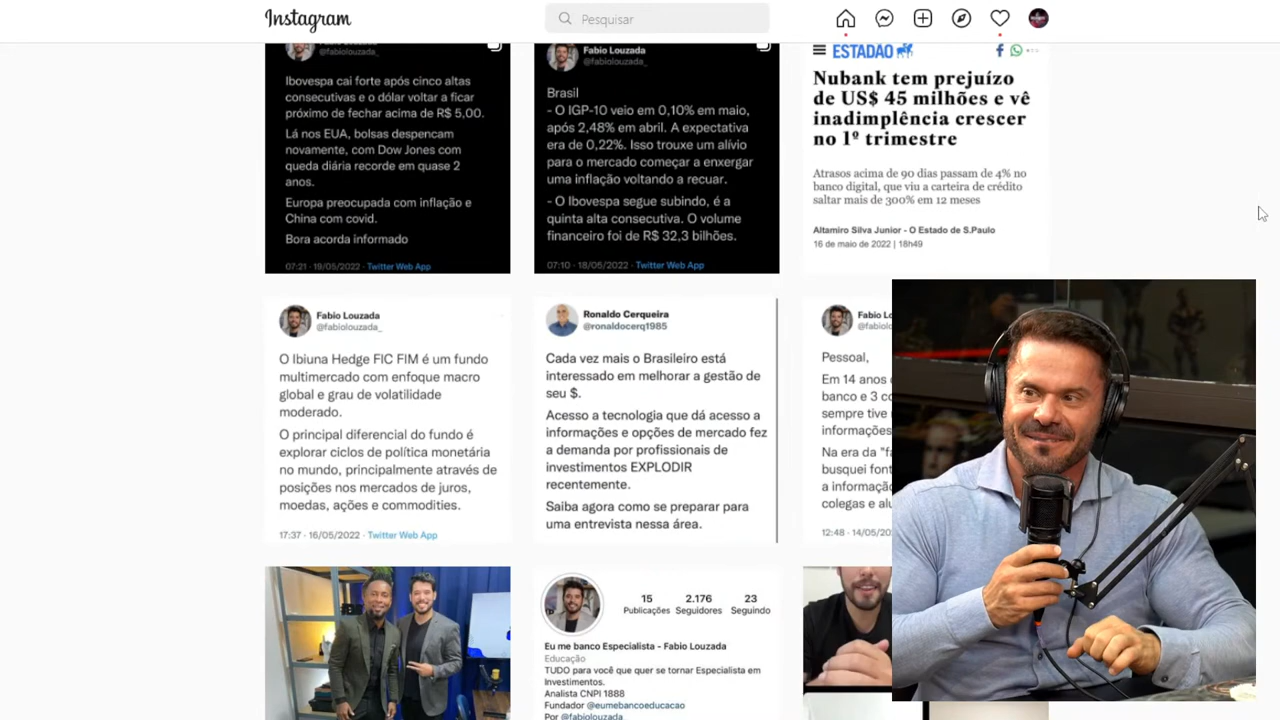 Instagram
Pesquisar
Fabio Louzada
@fabiolouzada_
Ibovespa cai forte após cinco altas
consecutivas e o dólar voltar a ficar
próximo de fechar acima de R$ 5,00.
Lá nos EUA, bolsas despencam
novamente, com Dow Jones com
queda diária recorde em quase 2
anos.
Europa preocupada com inflação e
China com covid.
Bora acorda informado
07:21 · 19/05/2022 · Twitter Web App
Fabio Louzada
@fabiolouzada_
Brasil
- O IGP-10 veio em 0,10% em maio,
após 2,48% em abril. A expectativa
era de 0,22%. Isso trouxe um alívio
para o mercado começar a enxergar
uma inflação voltando a recuar.
- O Ibovespa segue subindo, é a
quinta alta consecutiva. O volume
financeiro foi de R$ 32,3 bilhões.
07:10 · 18/05/2022 · Twitter Web App
ESTADÃO
Nubank tem prejuízo
de US$ 45 milhões e vê
inadimplência crescer
no 1º trimestre
Atrasos acima de 90 dias passam de 4% no
banco digital, que viu a carteira de crédito
saltar mais de 300% em 12 meses
Altamiro Silva Junior - O Estado de S.Paulo
16 de maio de 2022 | 18h49
Fabio Louzada
@fabiolouzada_
O Ibiuna Hedge FIC FIM é um fundo
multimercado com enfoque macro
global e grau de volatilidade
moderado.
O principal diferencial do fundo é
explorar ciclos de política monetária
no mundo, principalmente através de
posições nos mercados de juros,
moedas, ações e commodities.
17:37 · 16/05/2022 · Twitter Web App
Ronaldo Cerqueira
@ronaldocerq1985
Cada vez mais o Brasileiro está
interessado em melhorar a gestão de
seu $.
Acesso a tecnologia que dá acesso a
informações e opções de mercado fez
a demanda por profissionais de
investimentos EXPLODIR
recentemente.
Saiba agora como se preparar para
uma entrevista nessa área.
Fabio Lo
@fabiolo
Pessoal,
Em 14 anos
banco e 3 co
sempre tive
informações
Na era da "fa
busquei font
a informação
colegas e alu
12:48 · 14/05/20
15 2.176 23
Publicações Seguidores Seguindo
Eu me banco Especialista - Fabio Louzada
Educação
TUDO para você que quer se tornar Especialista em
Investimentos.
Analista CNPI 1888
Fundador @eumebancoeducacao
Por @fabiolouzada_